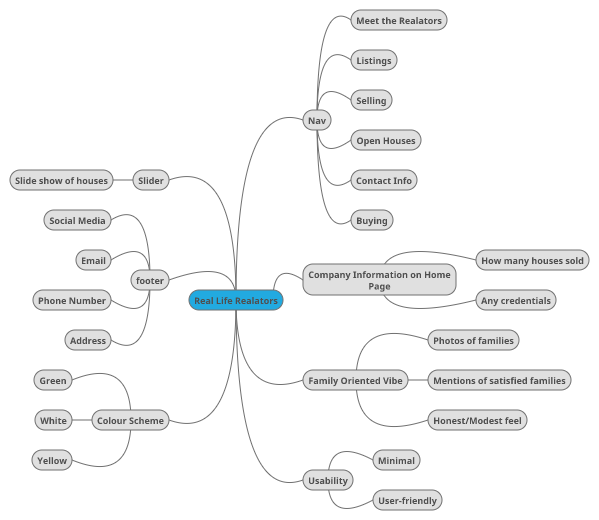 Real Life Realators
Nav
Meet the Realators
Listings
Selling
Open Houses
Contact Info
Buying
Company Information on Home
Page
How many houses sold
Any credentials
Family Oriented Vibe
Photos of families
Mentions of satisfied families
Honest/Modest feel
Usability
Minimal
User-friendly
Slider
Slide show of houses
footer
Social Media
Email
Phone Number
Address
Colour Scheme
Green
White
Yellow